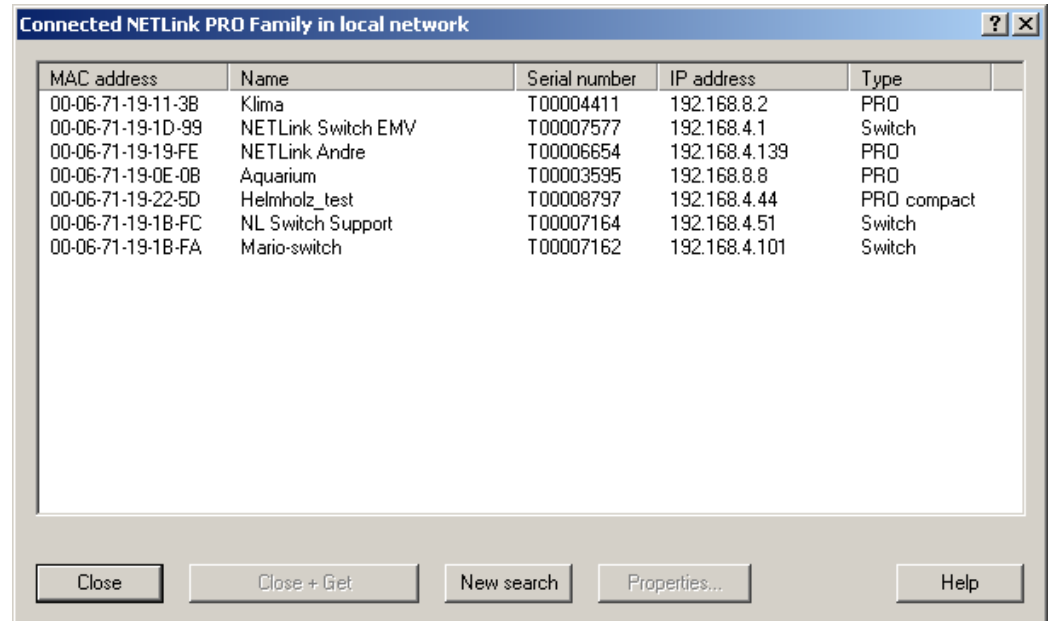 Connected NETLink PRO Family in local network
MAC address Name Serial number IP address Type
00-06-71-19-11-3B Klima T00004411 192.168.8.2 PRO
00-06-71-19-1D-99 NETLink Switch EMV T00007577 192.168.4.1 Switch
00-06-71-19-19-FE NETLink Andre T00006654 192.168.4.139 PRO
00-06-71-19-0E-0B Aquarium T00003595 192.168.8.8 PRO
00-06-71-19-22-5D Helmholz_test T00008797 192.168.4.44 PRO compact
00-06-71-19-1B-FC NL Switch Support T00007164 192.168.4.51 Switch
00-06-71-19-1B-FA Mario-switch T00007162 192.168.4.101 Switch
Close Close + Get New search Properties... Help